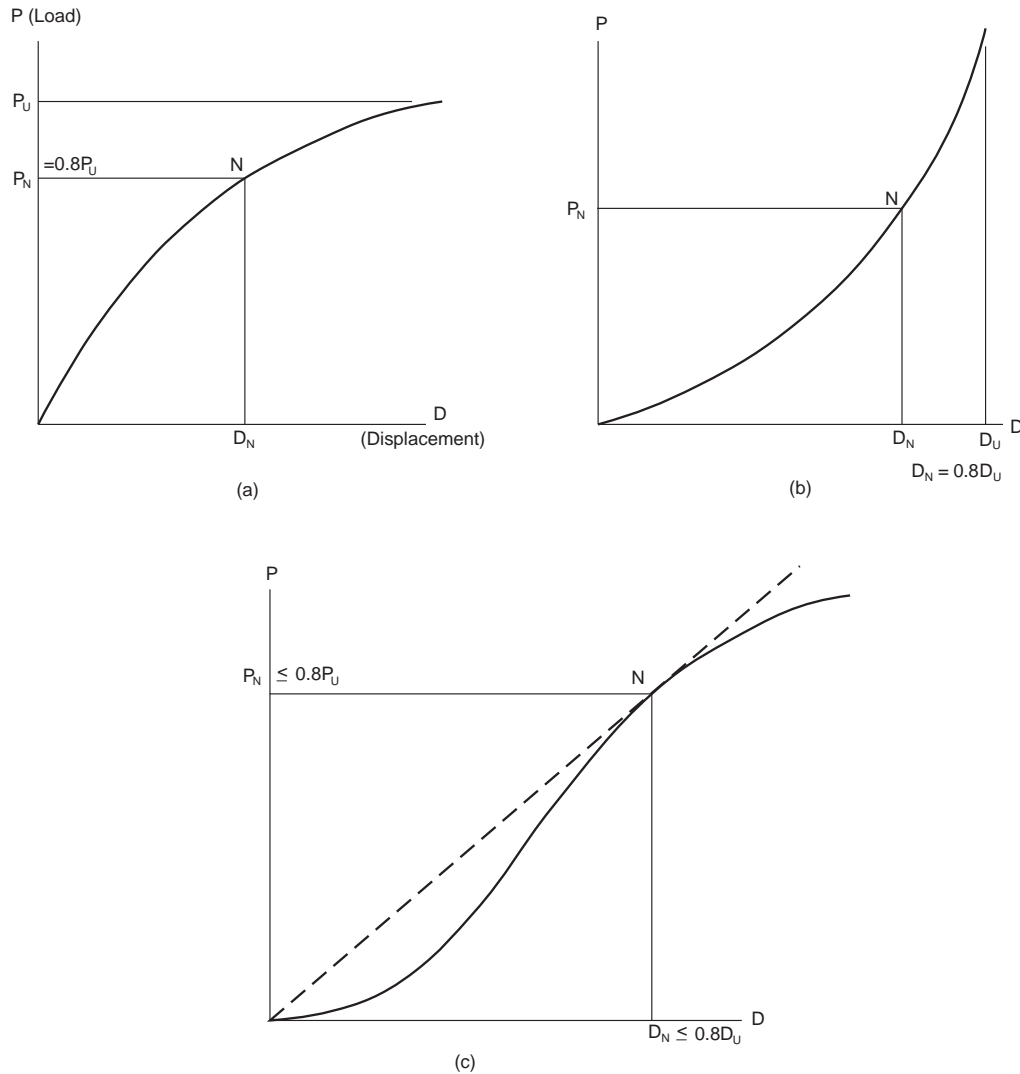 P (Load)
P_U
=0.8P_U
P_N
N
D
D_N
(Displacement)
(a)
P
P_N
N
D_N
D_U
D
D_N = 0.8D_U
(b)
P
P_N ≤ 0.8P_U
N
D
D_N ≤ 0.8D_U
(c)